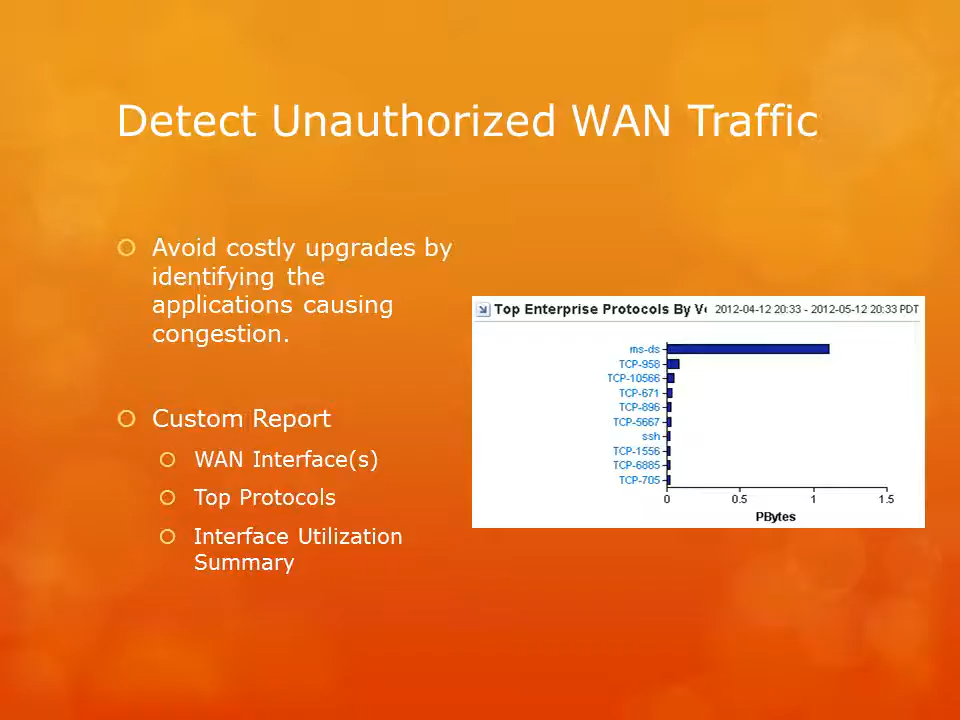 Detect Unauthorized WAN Traffic
Avoid costly upgrades by
identifying the
applications causing
congestion.
Custom Report
WAN Interface(s)
Top Protocols
Interface Utilization
Summary
Top Enterprise Protocols By Vo 2012-04-12 20:33 - 2012-05-12 20:33 PDT
ms-ds
TCP-958
TCP-10566
TCP-671
TCP-896
TCP-5667
ssh
TCP-1556
TCP-6885
TCP-705
0 0.5 1 1.5
PBytes